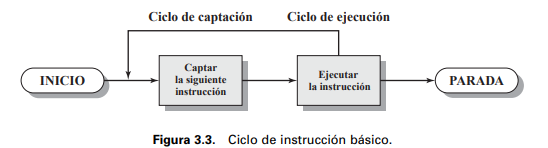 Ciclo de captación
Ciclo de ejecución
INICIO
Captar
la siguiente
instrucción
Ejecutar
la instrucción
PARADA
Figura 3.3. Ciclo de instrucción básico.